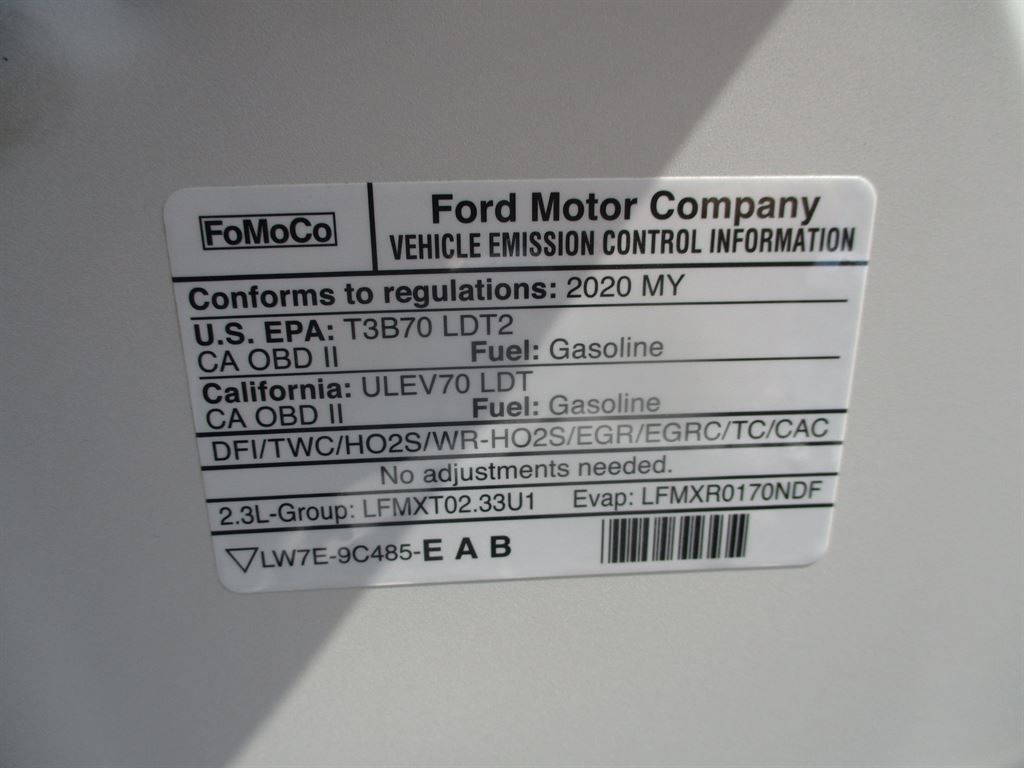 FoMoCo
Ford Motor Company
VEHICLE EMISSION CONTROL INFORMATION
Conforms to regulations: 2020 MY
U.S. EPA: T3B70 LDT2
CA OBD II Fuel: Gasoline
California: ULEV70 LDT
CA OBD II Fuel: Gasoline
DFI/TWC/HO2S/WR-HO2S/EGR/EGRC/TC/CAC
No adjustments needed.
2.3L-Group: LFMXT02.33U1 Evap: LFMXR0170NDF
LW7E-9C485-E A B